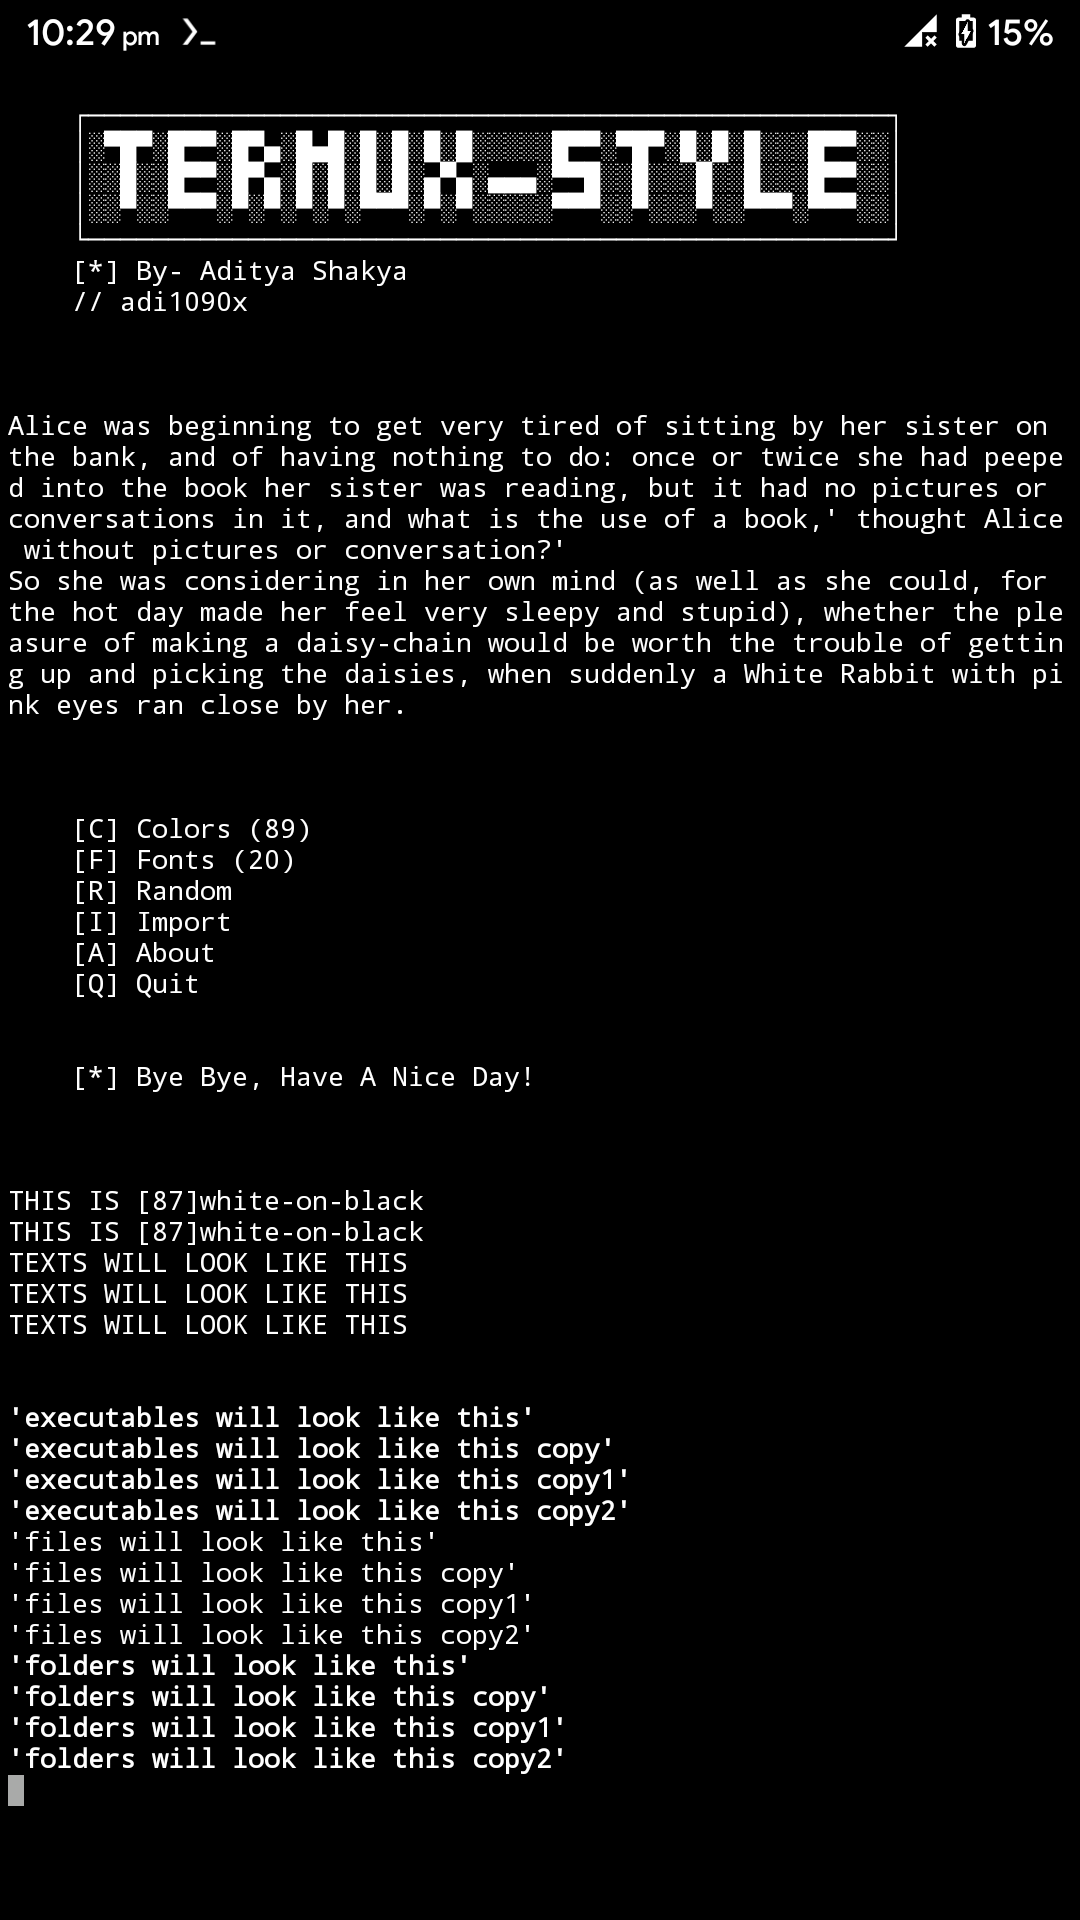 10:29 pm 15%
TERMUX-STYLE
[*] By- Aditya Shakya
// adi1090x
Alice was beginning to get very tired of sitting by her sister on
the bank, and of having nothing to do: once or twice she had peepe
d into the book her sister was reading, but it had no pictures or
conversations in it, and what is the use of a book,' thought Alice
without pictures or conversation?'
So she was considering in her own mind (as well as she could, for
the hot day made her feel very sleepy and stupid), whether the ple
asure of making a daisy-chain would be worth the trouble of gettin
g up and picking the daisies, when suddenly a White Rabbit with pi
nk eyes ran close by her.
[C] Colors (89)
[F] Fonts (20)
[R] Random
[I] Import
[A] About
[Q] Quit
[*] Bye Bye, Have A Nice Day!
THIS IS [87]white-on-black
THIS IS [87]white-on-black
TEXTS WILL LOOK LIKE THIS
TEXTS WILL LOOK LIKE THIS
TEXTS WILL LOOK LIKE THIS
'executables will look like this'
'executables will look like this copy'
'executables will look like this copy1'
'executables will look like this copy2'
'files will look like this'
'files will look like this copy'
'files will look like this copy1'
'files will look like this copy2'
'folders will look like this'
'folders will look like this copy'
'folders will look like this copy1'
'folders will look like this copy2'